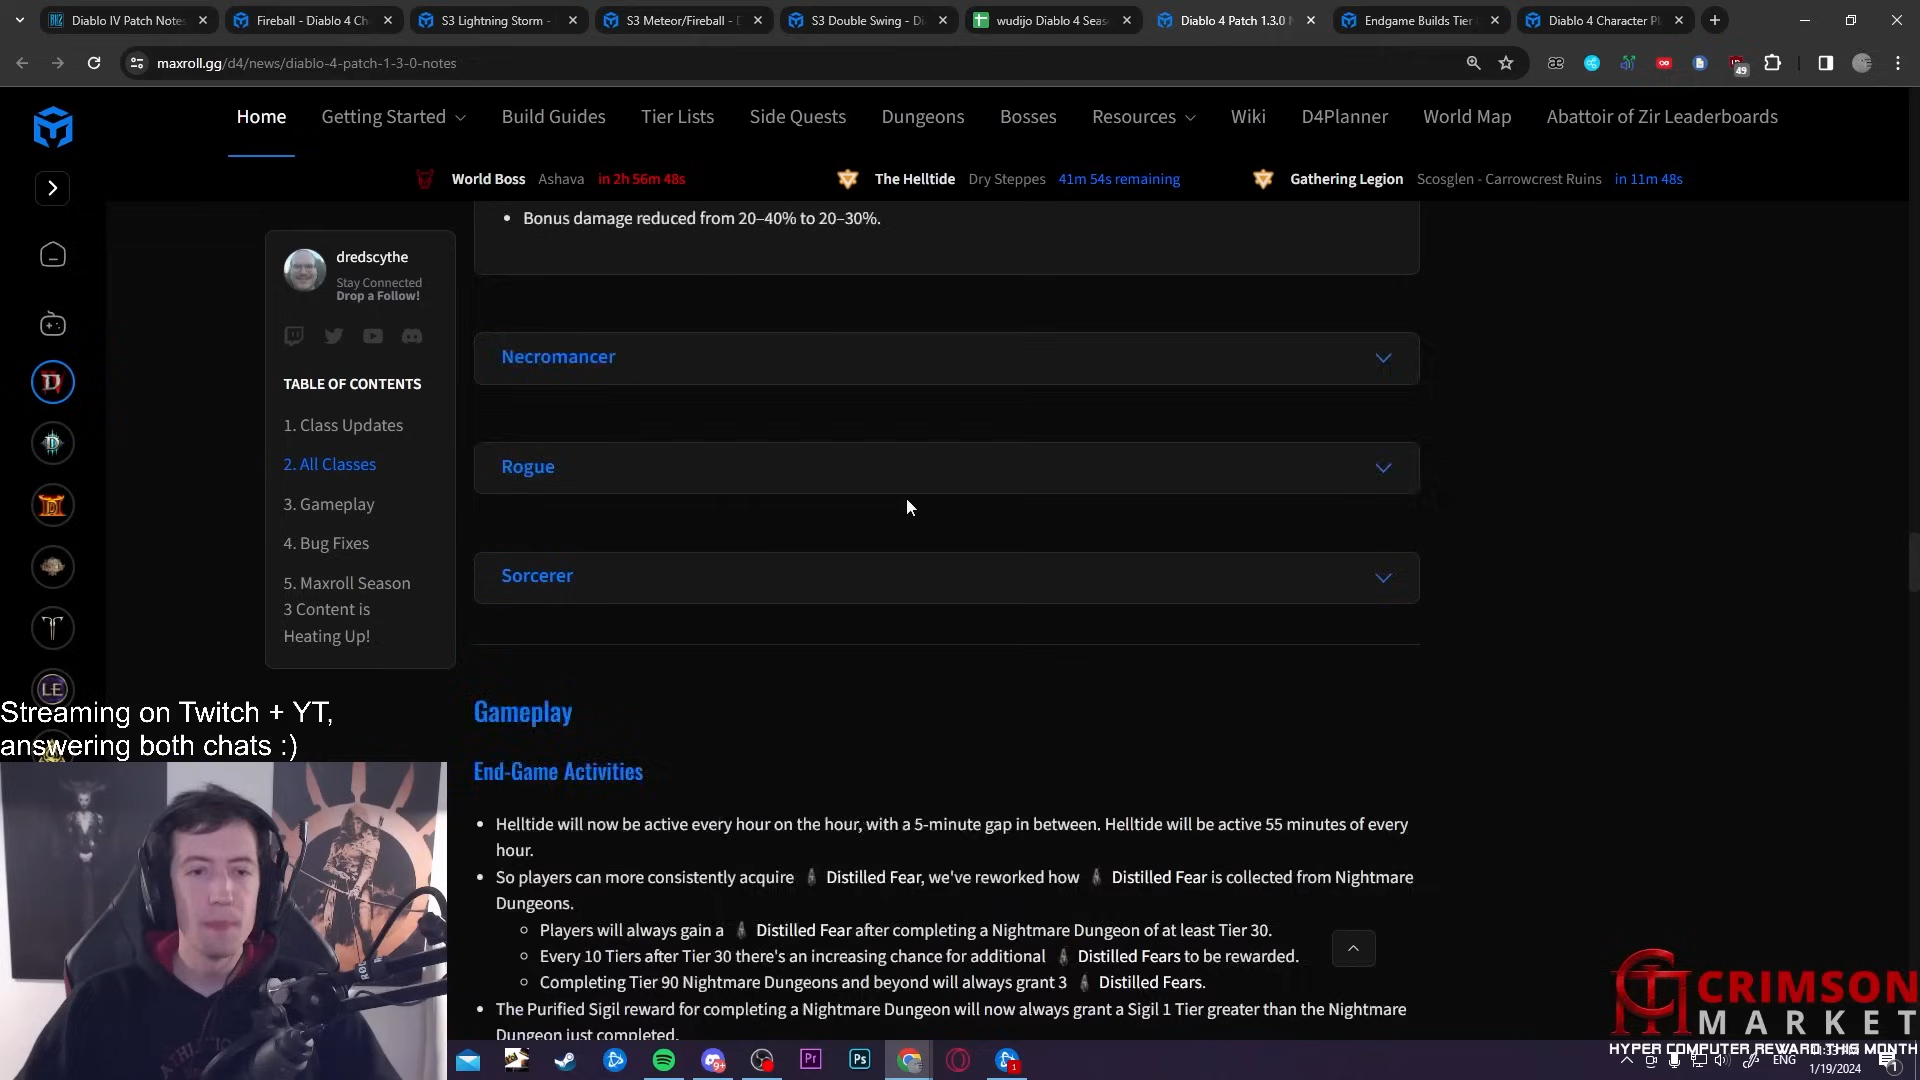 Diablo IV Patch Notes
Fireball - Diablo 4 Ch
S3 Lightning Storm -
S3 Meteor/Fireball - D
S3 Double Swing - Di
wudijo Diablo 4 Seas
Diablo 4 Patch 1.3.0 N
Endgame Builds Tier
Diablo 4 Character Pl
maxroll.gg/d4/news/diablo-4-patch-1-3-0-notes
49
Home
Getting Started
Build Guides
Tier Lists
Side Quests
Dungeons
Bosses
Resources
Wiki
D4Planner
World Map
Abattoir of Zir Leaderboards
World Boss Ashava in 2h 56m 48s
The Helltide Dry Steppes 41m 54s remaining
Gathering Legion Scosglen - Carrowcrest Ruins in 11m 48s
• Bonus damage reduced from 20–40% to 20–30%.
dredscythe
Stay Connected
Drop a Follow!
TABLE OF CONTENTS
1. Class Updates
2. All Classes
3. Gameplay
4. Bug Fixes
5. Maxroll Season
3 Content is
Heating Up!
Necromancer
Rogue
Sorcerer
Gameplay
End-Game Activities
• Helltide will now be active every hour on the hour, with a 5-minute gap in between. Helltide will be active 55 minutes of every
hour.
• So players can more consistently acquire Distilled Fear, we've reworked how Distilled Fear is collected from Nightmare
Dungeons.
Players will always gain a Distilled Fear after completing a Nightmare Dungeon of at least Tier 30.
Every 10 Tiers after Tier 30 there's an increasing chance for additional Distilled Fears to be rewarded.
Completing Tier 90 Nightmare Dungeons and beyond will always grant 3 Distilled Fears.
• The Purified Sigil reward for completing a Nightmare Dungeon will now always grant a Sigil 1 Tier greater than the Nightmare
Dungeon just completed.
LE
Streaming on Twitch + YT,
answering both chats :)
CRIMSON
MARKET
HYPER COMPUTER REWARD THIS MONTH
ENG
1/19/2024